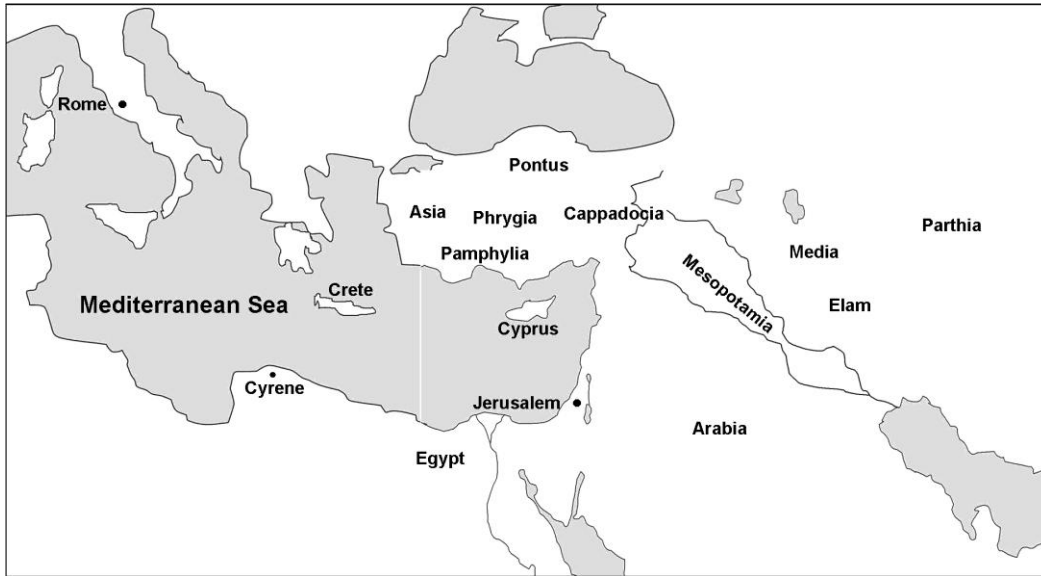 Rome
Pontus
Asia
Phrygia
Cappadocia
Parthia
Pamphylia
Media
Mesopotamia
Crete
Mediterranean Sea
Elam
Cyprus
Cyrene
Jerusalem
Arabia
Egypt